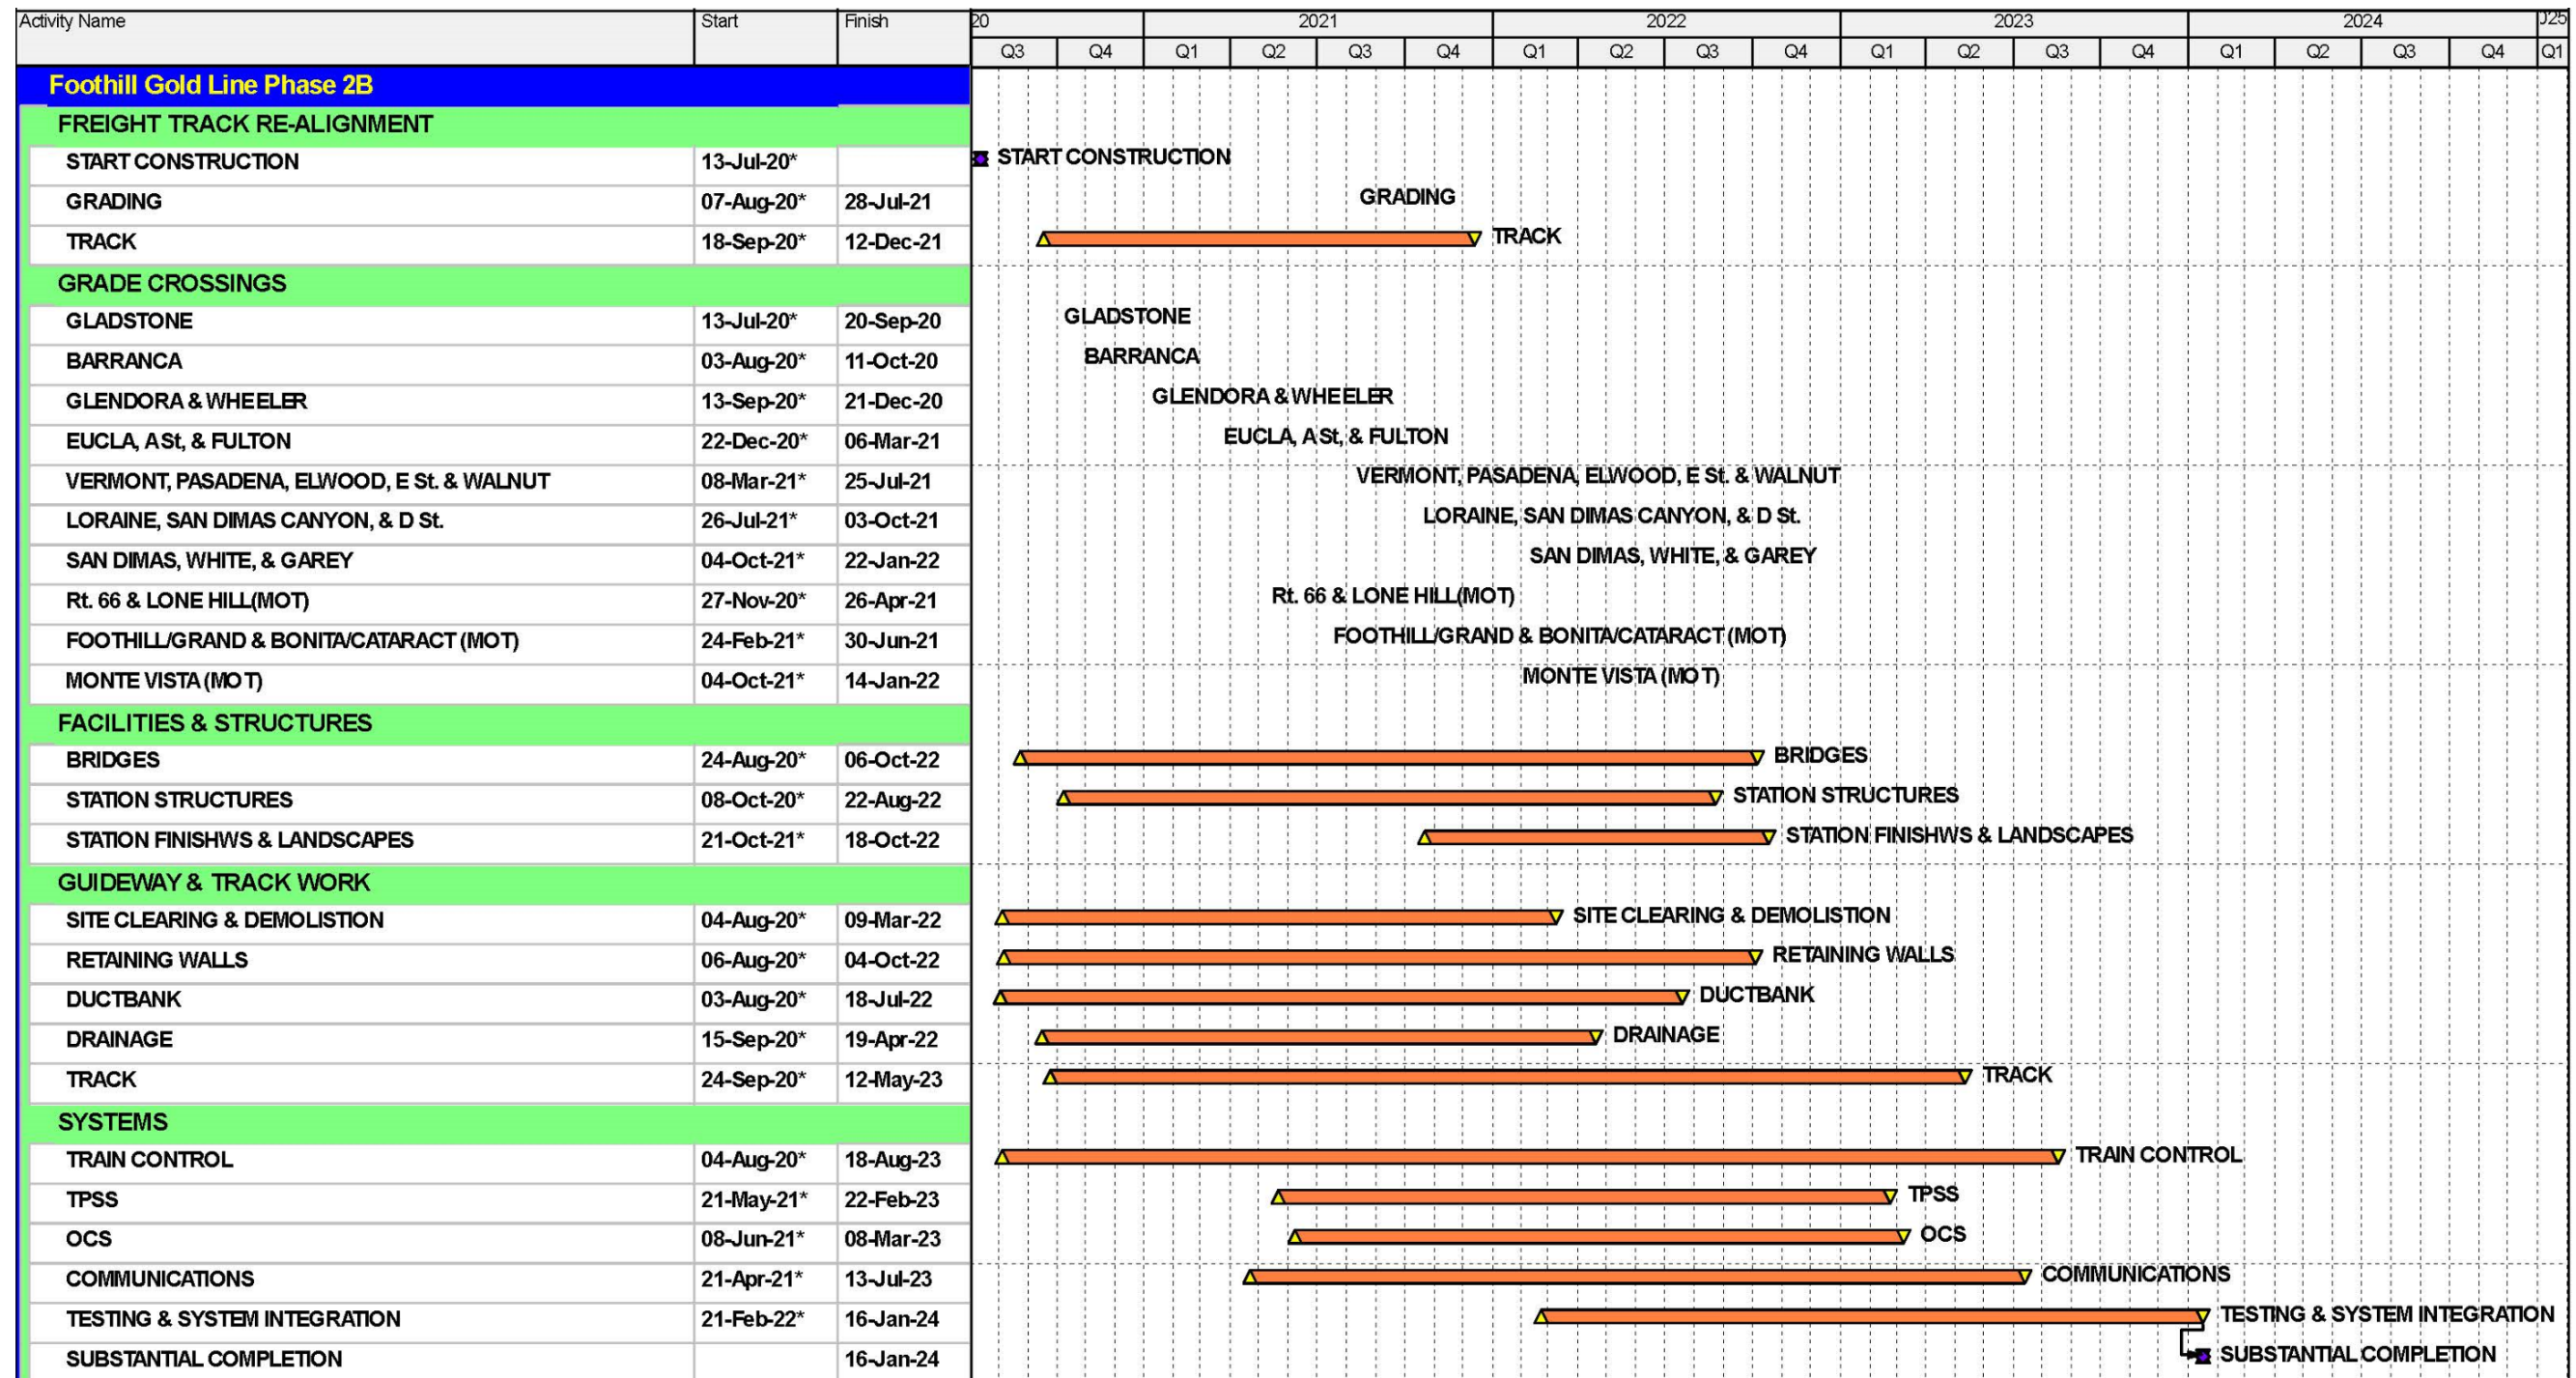 Activity Name Start Finish 20 2021 2022 2023 2024 025
Q3 Q4 Q1 Q2 Q3 Q4 Q1 Q2 Q3 Q4 Q1 Q2 Q3 Q4 Q1 Q2 Q3 Q4 Q1
Foothill Gold Line Phase 2B
FREIGHT TRACK RE-ALIGNMENT
START CONSTRUCTION 13-Jul-20* START CONSTRUCTION
GRADING 07-Aug-20* 28-Jul-21 GRADING
TRACK 18-Sep-20* 12-Dec-21 TRACK
GRADE CROSSINGS
GLADSTONE 13-Jul-20* 20-Sep-20 GLADSTONE
BARRANCA 03-Aug-20* 11-Oct-20 BARRANCA
GLENDORA & WHEELER 13-Sep-20* 21-Dec-20 GLENDORA & WHEELER
EUCLA, A St, & FULTON 22-Dec-20* 06-Mar-21 EUCLA, A St, & FULTON
VERMONT, PASADENA, ELWOOD, E St. & WALNUT 08-Mar-21* 25-Jul-21 VERMONT, PASADENA, ELWOOD, E St. & WALNUT
LORAINE, SAN DIMAS CANYON, & D St. 26-Jul-21* 03-Oct-21 LORAINE, SAN DIMAS CANYON, & D St.
SAN DIMAS, WHITE, & GAREY 04-Oct-21* 22-Jan-22 SAN DIMAS, WHITE, & GAREY
Rt. 66 & LONE HILL(MOT) 27-Nov-20* 26-Apr-21 Rt. 66 & LONE HILL(MOT)
FOOTHILL/GRAND & BONITA/CATARACT (MOT) 24-Feb-21* 30-Jun-21 FOOTHILL/GRAND & BONITA/CATARACT (MOT)
MONTE VISTA (MOT) 04-Oct-21* 14-Jan-22 MONTE VISTA (MOT)
FACILITIES & STRUCTURES
BRIDGES 24-Aug-20* 06-Oct-22 BRIDGES
STATION STRUCTURES 08-Oct-20* 22-Aug-22 STATION STRUCTURES
STATION FINISHWS & LANDSCAPES 21-Oct-21* 18-Oct-22 STATION FINISHWS & LANDSCAPES
GUIDEWAY & TRACK WORK
SITE CLEARING & DEMOLISTION 04-Aug-20* 09-Mar-22 SITE CLEARING & DEMOLISTION
RETAINING WALLS 06-Aug-20* 04-Oct-22 RETAINING WALLS
DUCTBANK 03-Aug-20* 18-Jul-22 DUCTBANK
DRAINAGE 15-Sep-20* 19-Apr-22 DRAINAGE
TRACK 24-Sep-20* 12-May-23 TRACK
SYSTEMS
TRAIN CONTROL 04-Aug-20* 18-Aug-23 TRAIN CONTROL
TPSS 21-May-21* 22-Feb-23 TPSS
OCS 08-Jun-21* 08-Mar-23 OCS
COMMUNICATIONS 21-Apr-21* 13-Jul-23 COMMUNICATIONS
TESTING & SYSTEM INTEGRATION 21-Feb-22* 16-Jan-24 TESTING & SYSTEM INTEGRATION
SUBSTANTIAL COMPLETION 16-Jan-24 SUBSTANTIAL COMPLETION